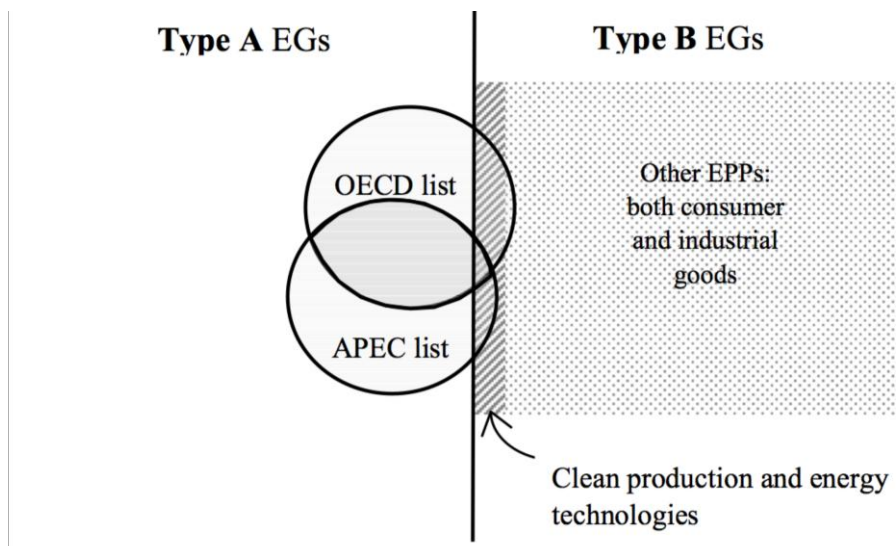 Type A EGs
Type B EGs
OECD list
APEC list
Other EPPs:
both consumer
and industrial
goods
Clean production and energy
technologies